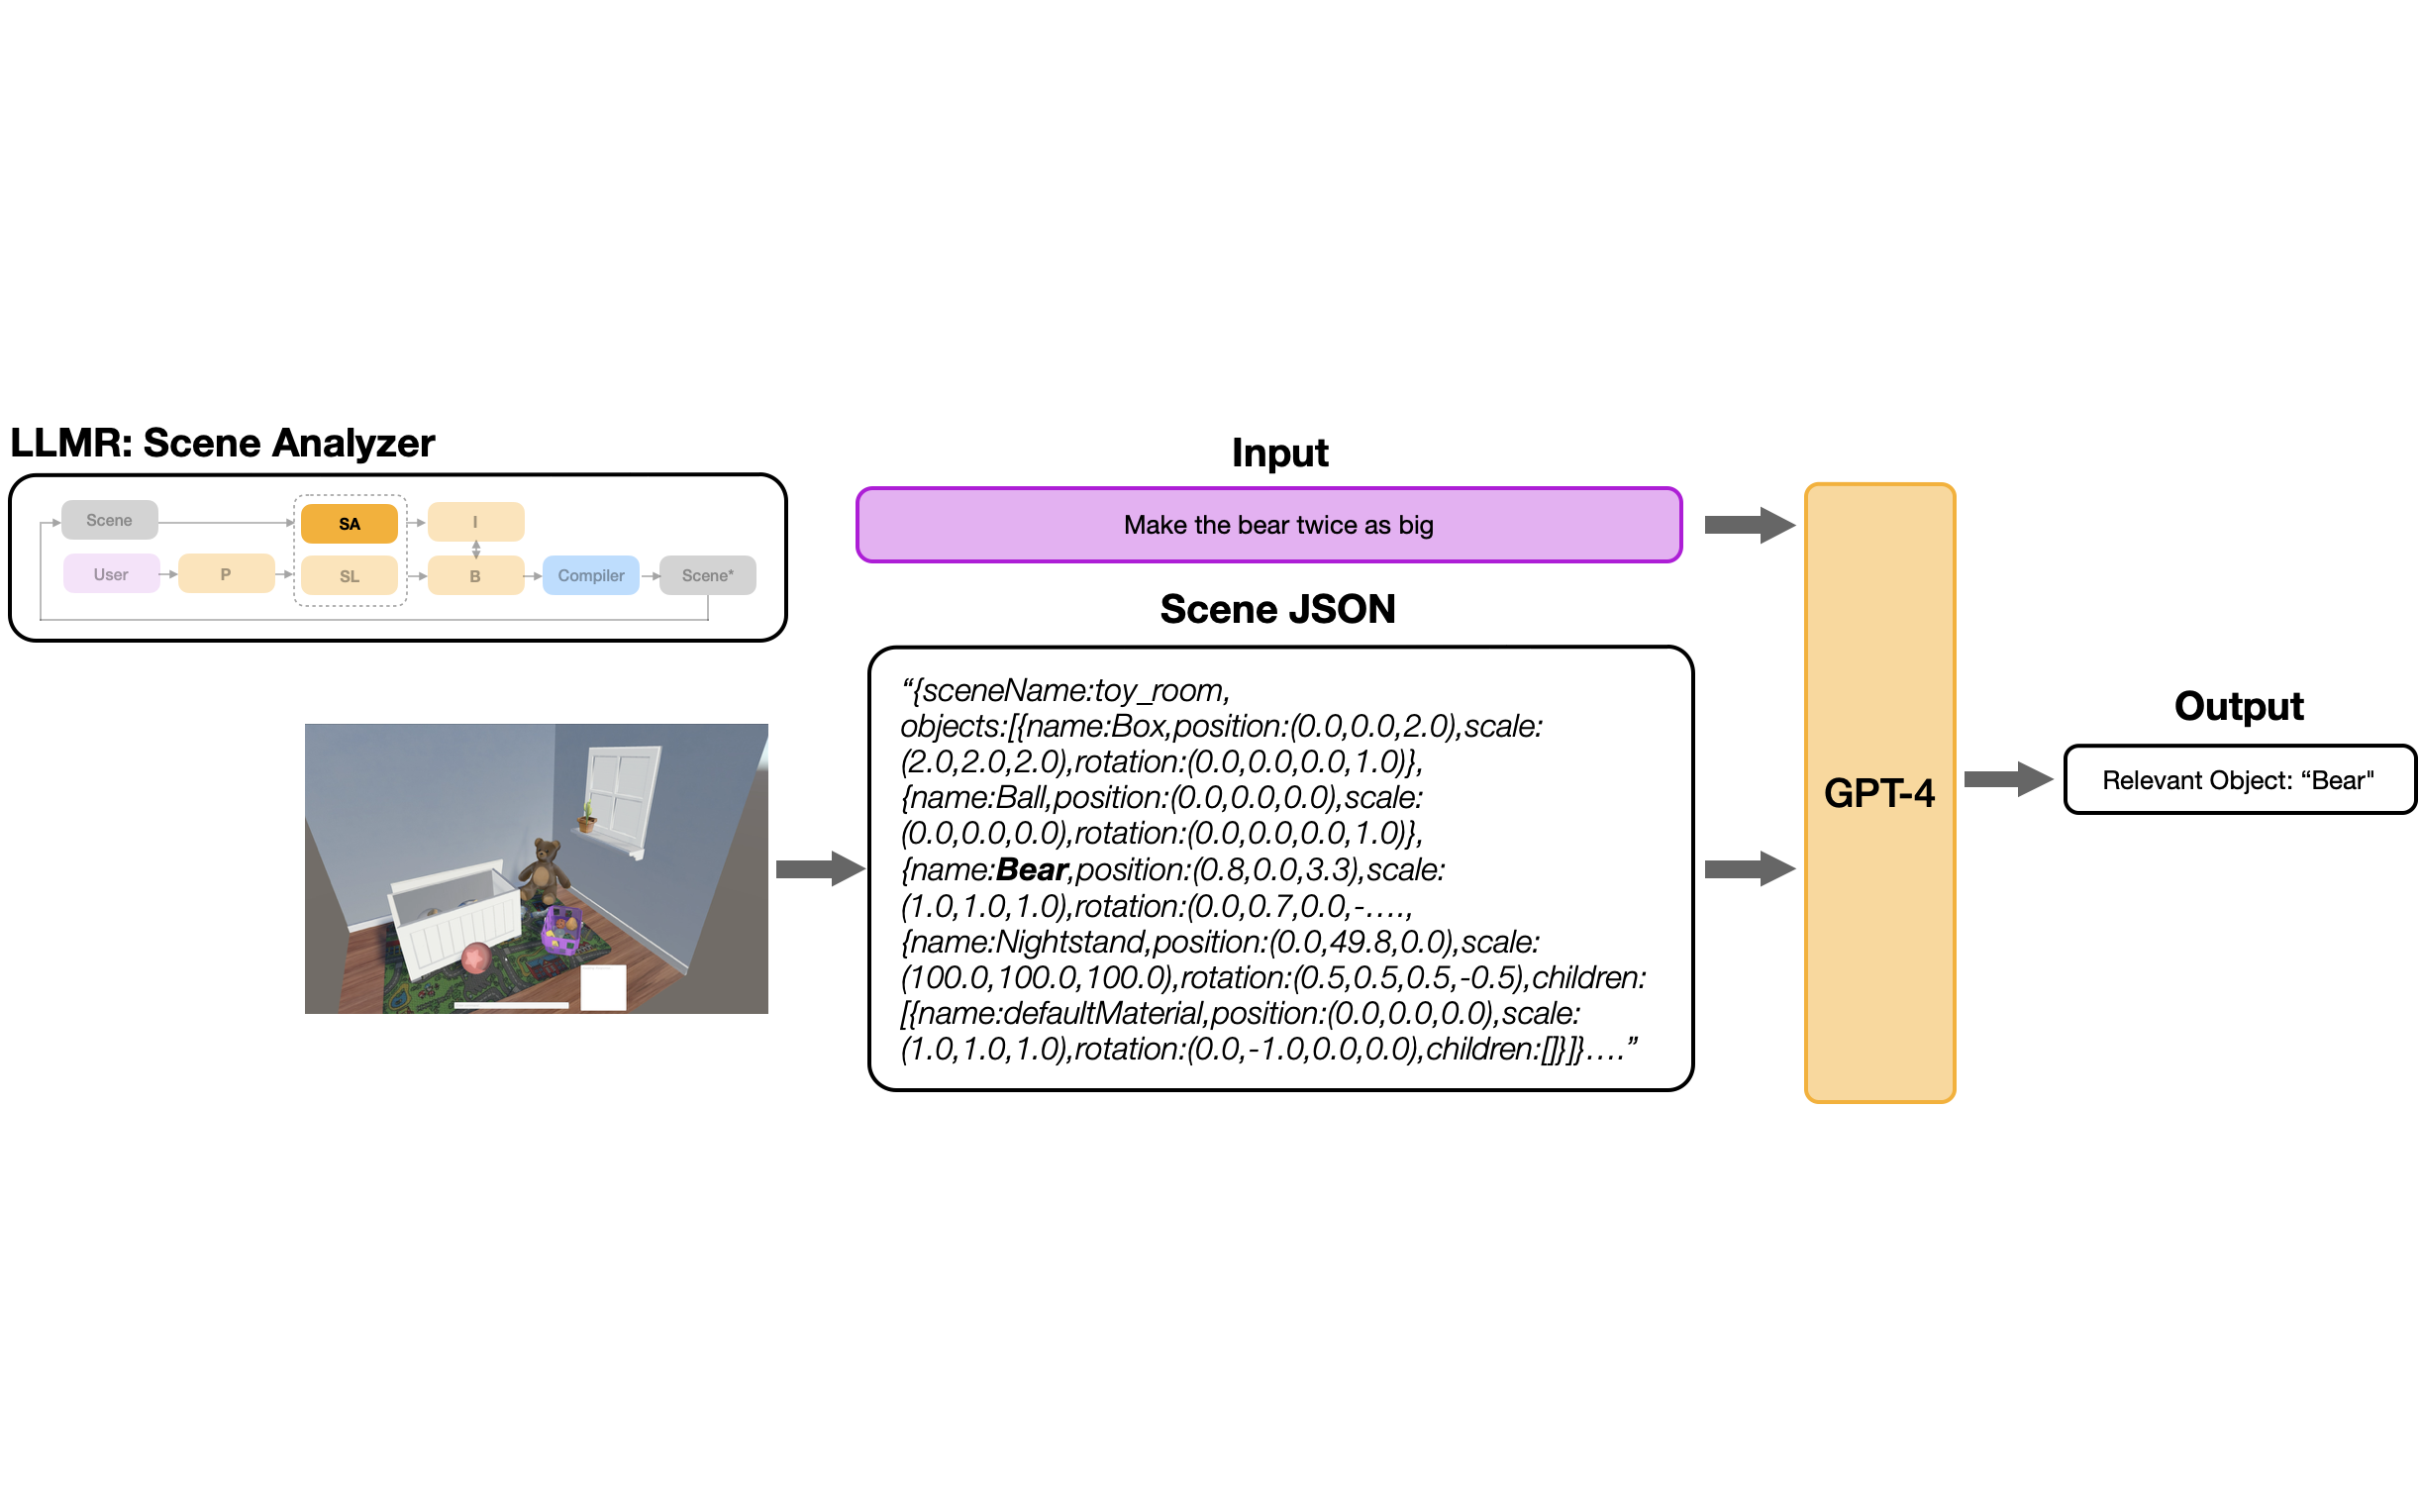 LLMR: Scene Analyzer
Scene
SA
I
User
P
SL
B
Compiler
Scene*
Input
Make the bear twice as big
Scene JSON
“{sceneName:toy_room,
objects:[{name:Box,position:(0.0,0.0,2.0),scale:
(2.0,2.0,2.0),rotation:(0.0,0.0,0.0,1.0)},
{name:Ball,position:(0.0,0.0,0.0),scale:
(0.0,0.0,0.0),rotation:(0.0,0.0,0.0,1.0)},
{name:Bear,position:(0.8,0.0,3.3),scale:
(1.0,1.0,1.0),rotation:(0.0,0.7,0.0,-….,
{name:Nightstand,position:(0.0,49.8,0.0),scale:
(100.0,100.0,100.0),rotation:(0.5,0.5,0.5,-0.5),children:
[{name:defaultMaterial,position:(0.0,0.0,0.0),scale:
(1.0,1.0,1.0),rotation:(0.0,-1.0,0.0,0.0),children:[]}]}….”
GPT-4
Output
Relevant Object: “Bear"